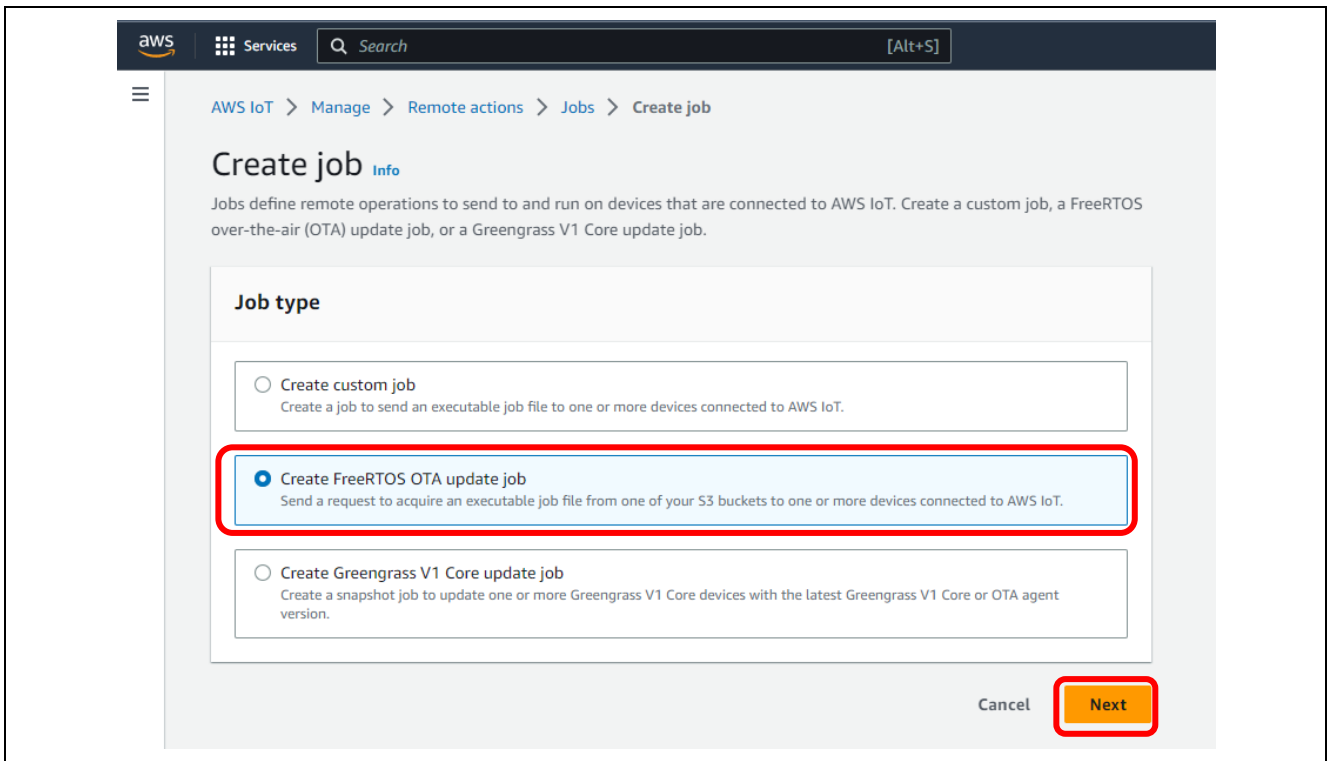 aws Services Search [Alt+S]
AWS IoT > Manage > Remote actions > Jobs > Create job
Create job Info
Jobs define remote operations to send to and run on devices that are connected to AWS IoT. Create a custom job, a FreeRTOS
over-the-air (OTA) update job, or a Greengrass V1 Core update job.
Job type
Create custom job
Create a job to send an executable job file to one or more devices connected to AWS IoT.
Create FreeRTOS OTA update job
Send a request to acquire an executable job file from one of your S3 buckets to one or more devices connected to AWS IoT.
Create Greengrass V1 Core update job
Create a snapshot job to update one or more Greengrass V1 Core devices with the latest Greengrass V1 Core or OTA agent
version.
Cancel Next